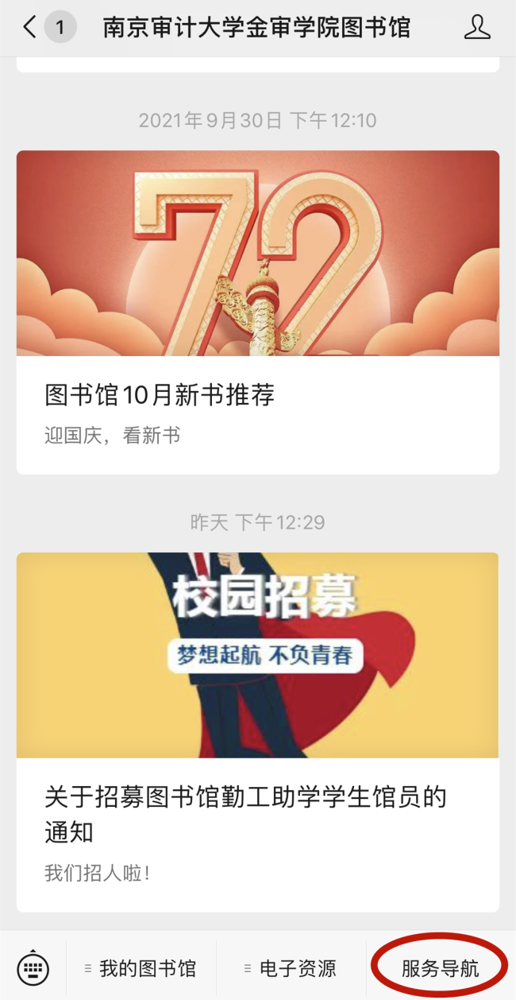 1
南京审计大学金审学院图书馆
2021年9月30日 下午12:10
72
图书馆10月新书推荐
迎国庆，看新书
昨天 下午12:29
校园招募
梦想起航 不负青春
关于招募图书馆勤工助学学生馆员的
通知
我们招人啦！
我的图书馆
电子资源
服务导航